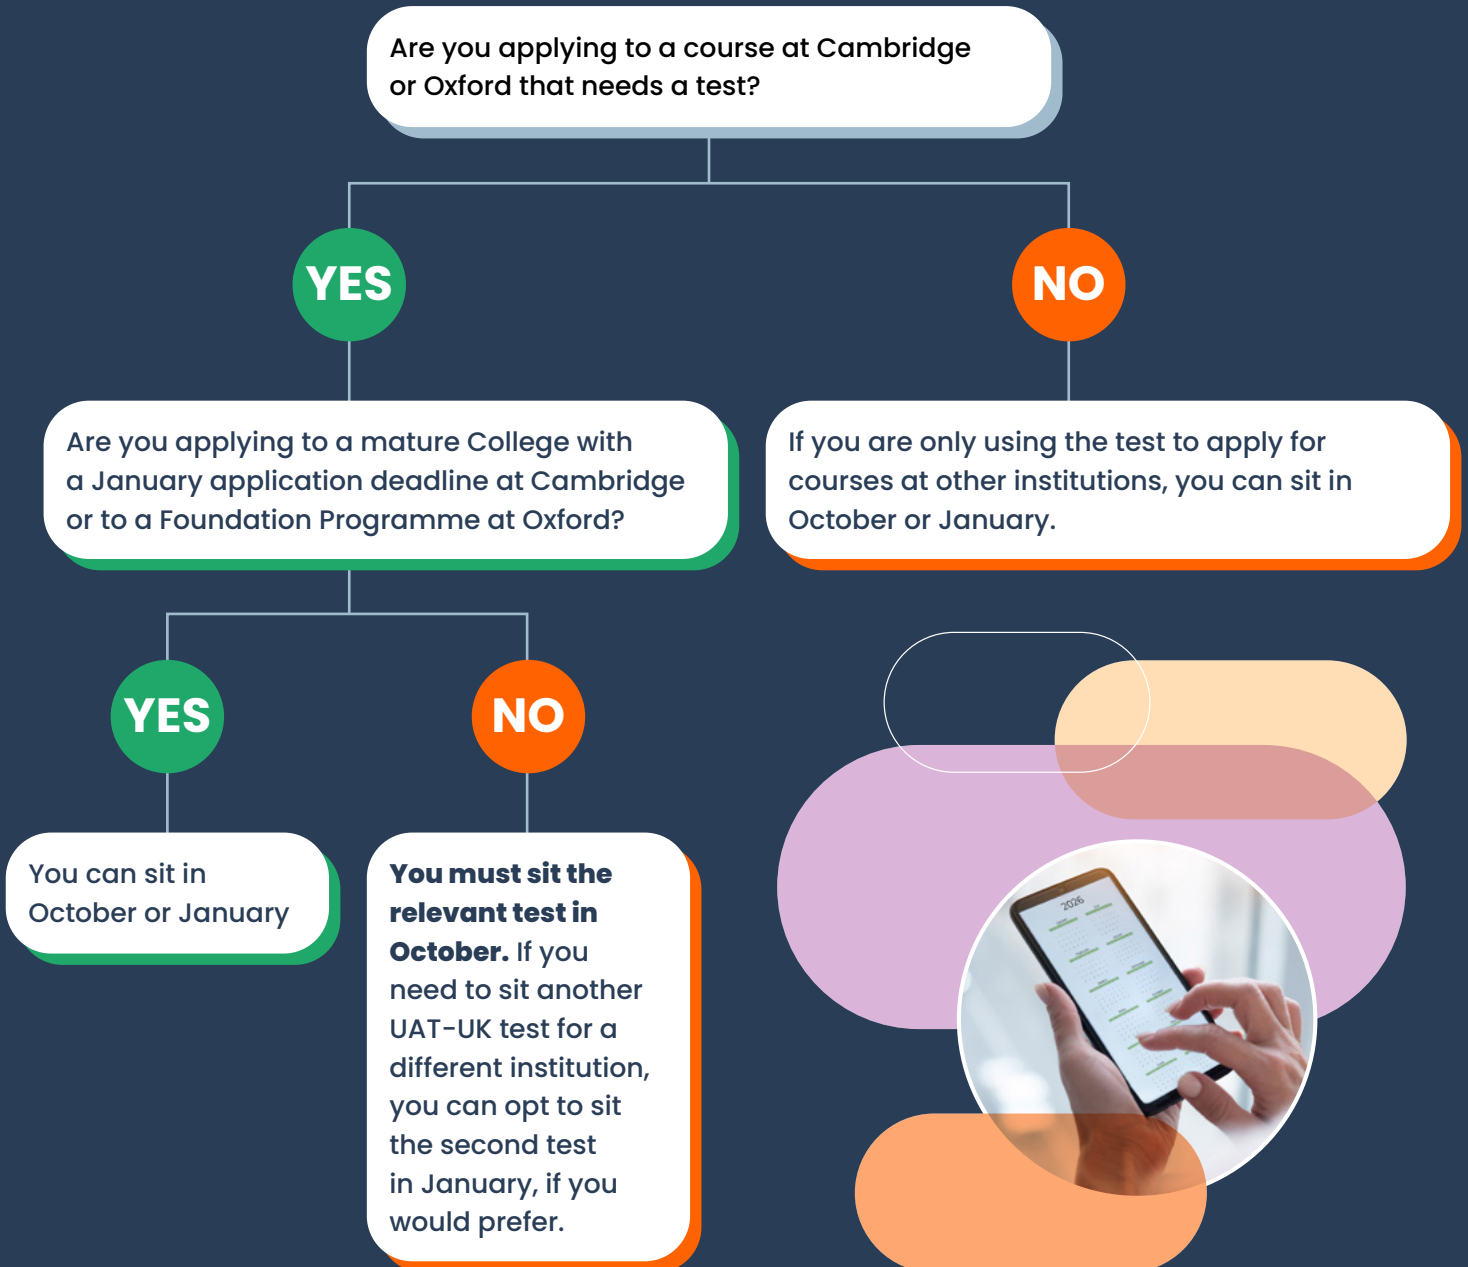 Are you applying to a course at Cambridge
or Oxford that needs a test?
YES
NO
Are you applying to a mature College with
a January application deadline at Cambridge
or to a Foundation Programme at Oxford?
If you are only using the test to apply for
courses at other institutions, you can sit in
October or January.
YES
NO
You can sit in
October or January
You must sit the
relevant test in
October. If you
need to sit another
UAT-UK test for a
different institution,
you can opt to sit
the second test
in January, if you
would prefer.
2026